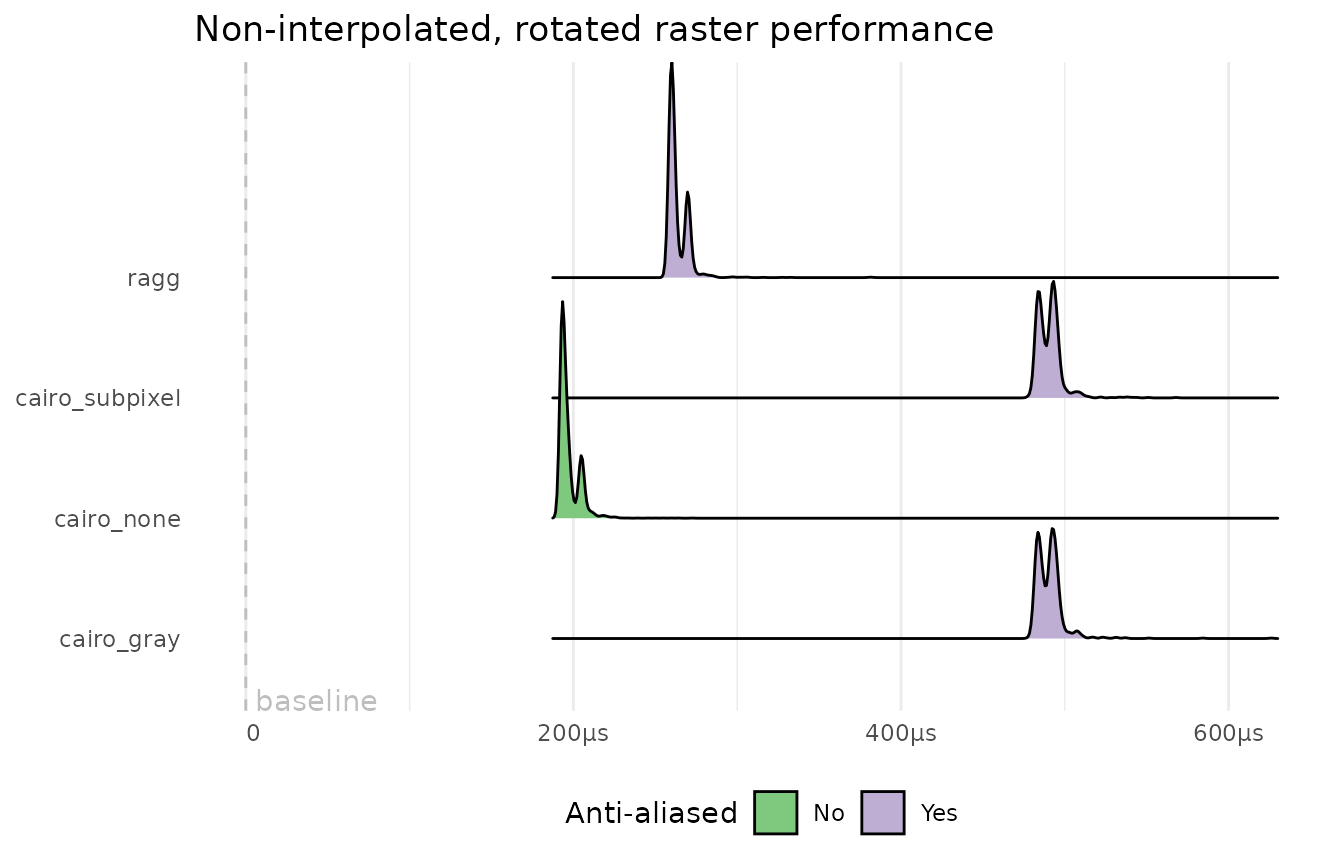 Non-interpolated, rotated raster performance
ragg
cairo_subpixel
cairo_none
cairo_gray
baseline
0 200µs 400µs 600µs
Anti-aliased No Yes